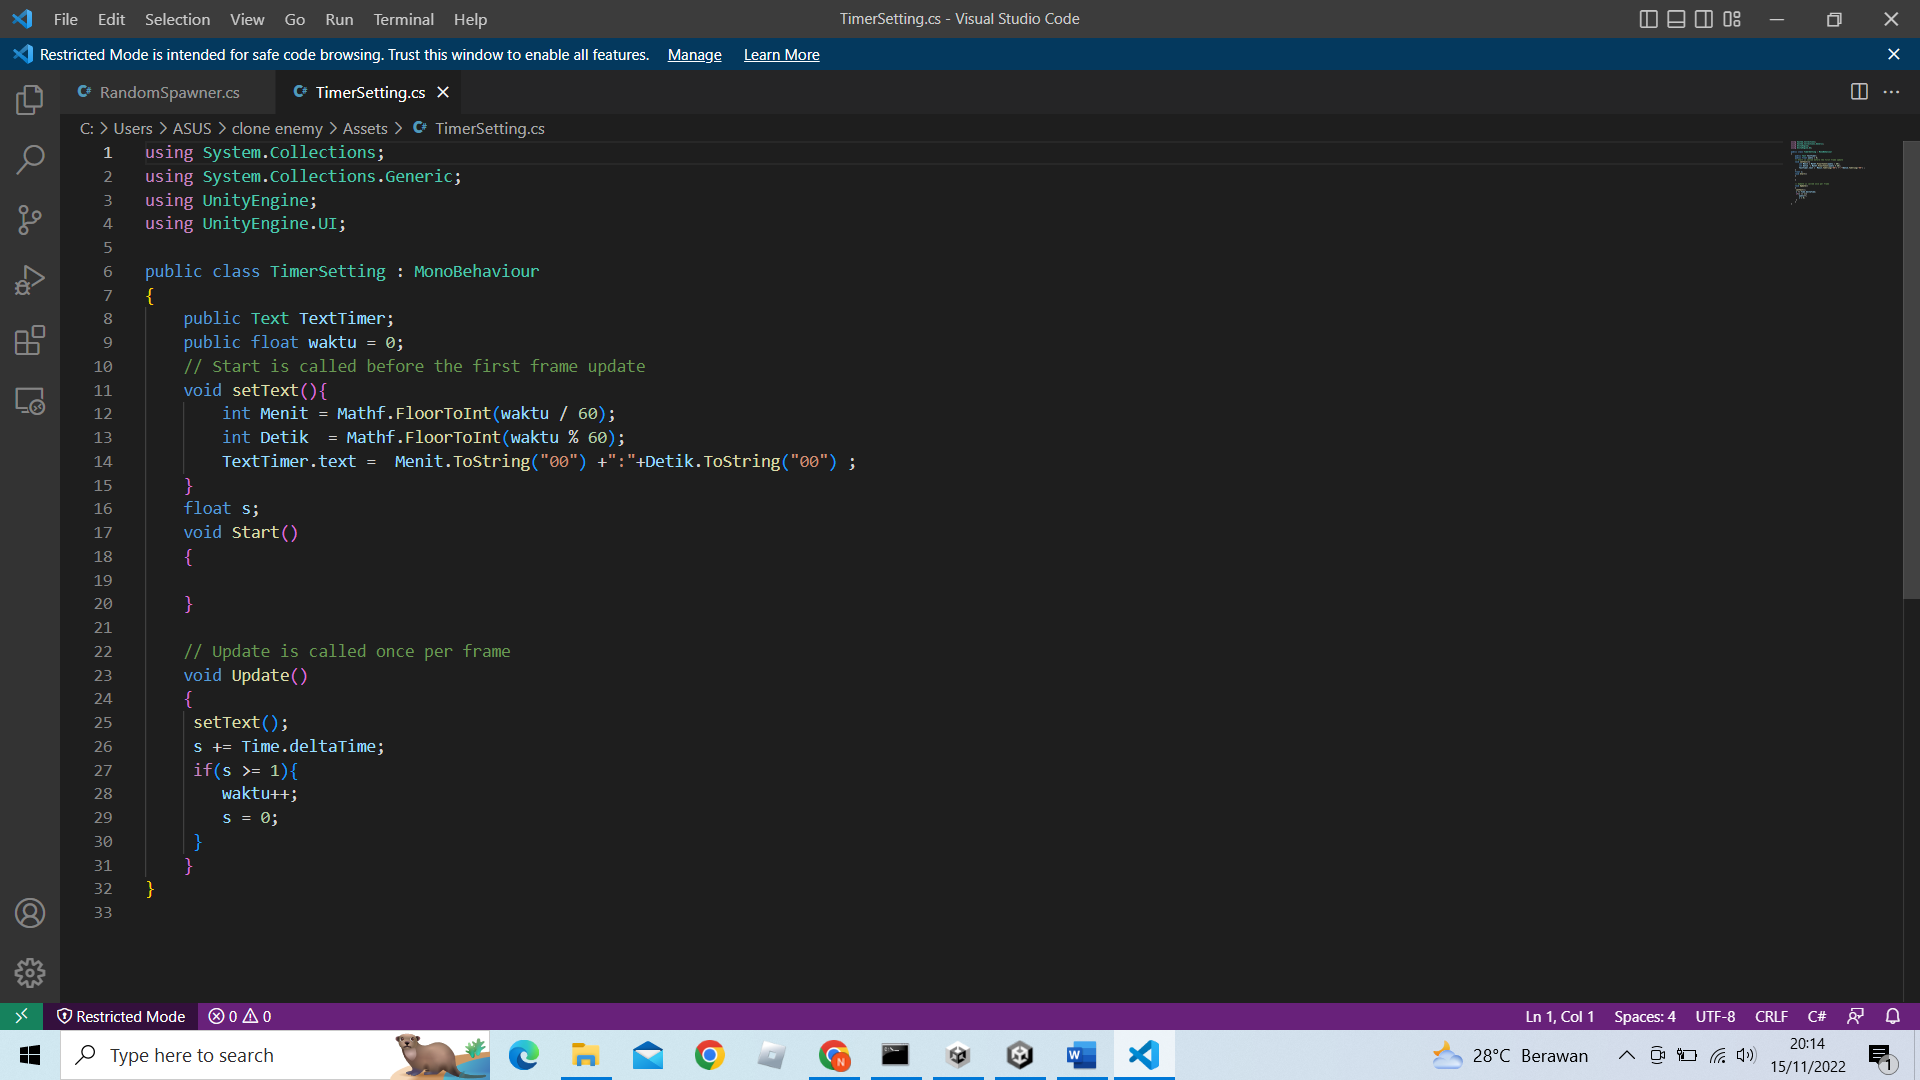 File Edit Selection View Go Run Terminal Help
TimerSetting.cs - Visual Studio Code
Restricted Mode is intended for safe code browsing. Trust this window to enable all features. Manage Learn More
RandomSpawner.cs TimerSetting.cs
C: > Users > ASUS > clone enemy > Assets > TimerSetting.cs
1 using System.Collections;
2 using System.Collections.Generic;
3 using UnityEngine;
4 using UnityEngine.UI;
5
6 public class TimerSetting : MonoBehaviour
7 {
8 public Text TextTimer;
9 public float waktu = 0;
10 // Start is called before the first frame update
11 void setText(){
12 int Menit = Mathf.FloorToInt(waktu / 60);
13 int Detik  = Mathf.FloorToInt(waktu % 60);
14 TextTimer.text =  Menit.ToString("00") +":"+Detik.ToString("00") ;
15 }
16 float s;
17 void Start()
18 {
19
20 }
21
22 // Update is called once per frame
23 void Update()
24 {
25 setText();
26 s += Time.deltaTime;
27 if(s >= 1){
28 waktu++;
29 s = 0;
30 }
31 }
32 }
33
Restricted Mode 0 0 Ln 1, Col 1 Spaces: 4 UTF-8 CRLF C#
Type here to search
28°C Berawan
20:14
15/11/2022
1